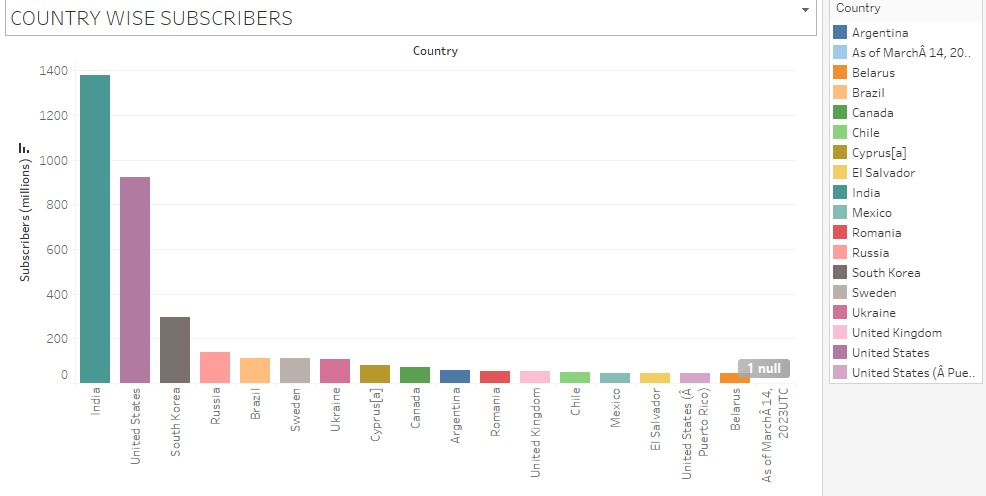 COUNTRY WISE SUBSCRIBERS
Country
Subscribers (millions)
1400
1200
1000
800
600
400
200
0
1 null
India
United States
South Korea
Russia
Brazil
Sweden
Ukraine
Cyprus[a]
Canada
Argentina
Romania
United Kingdom
Chile
Mexico
El Salvador
United States (Â
Puerto Rico)
Belarus
As of MarchÂ 14,
2023UTC
Country
Argentina
As of MarchÂ 14, 20..
Belarus
Brazil
Canada
Chile
Cyprus[a]
El Salvador
India
Mexico
Romania
Russia
South Korea
Sweden
Ukraine
United Kingdom
United States
United States (Â Pue..